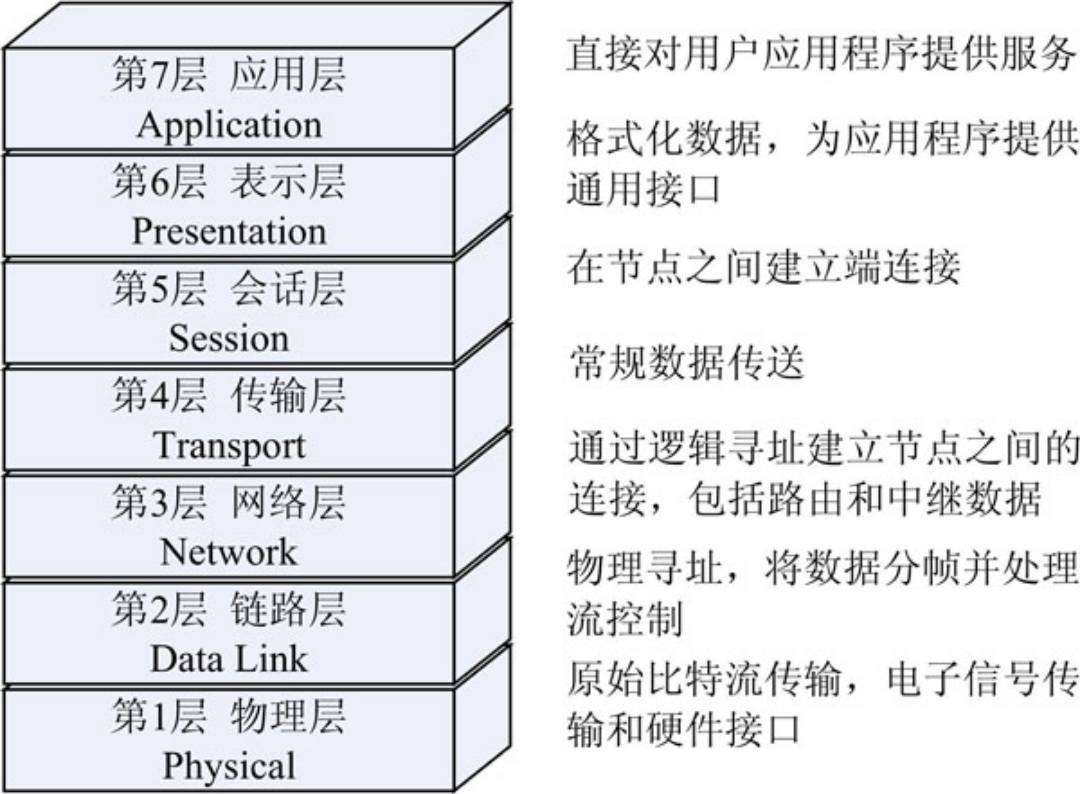 第7层 应用层
Application
直接对用户应用程序提供服务
第6层 表示层
Presentation
格式化数据，为应用程序提供
通用接口
第5层 会话层
Session
在节点之间建立端连接
第4层 传输层
Transport
常规数据传送
第3层 网络层
Network
通过逻辑寻址建立节点之间的
连接，包括路由和中继数据
第2层 链路层
Data Link
物理寻址，将数据分帧并处理
流控制
第1层 物理层
Physical
原始比特流传输，电子信号传
输和硬件接口